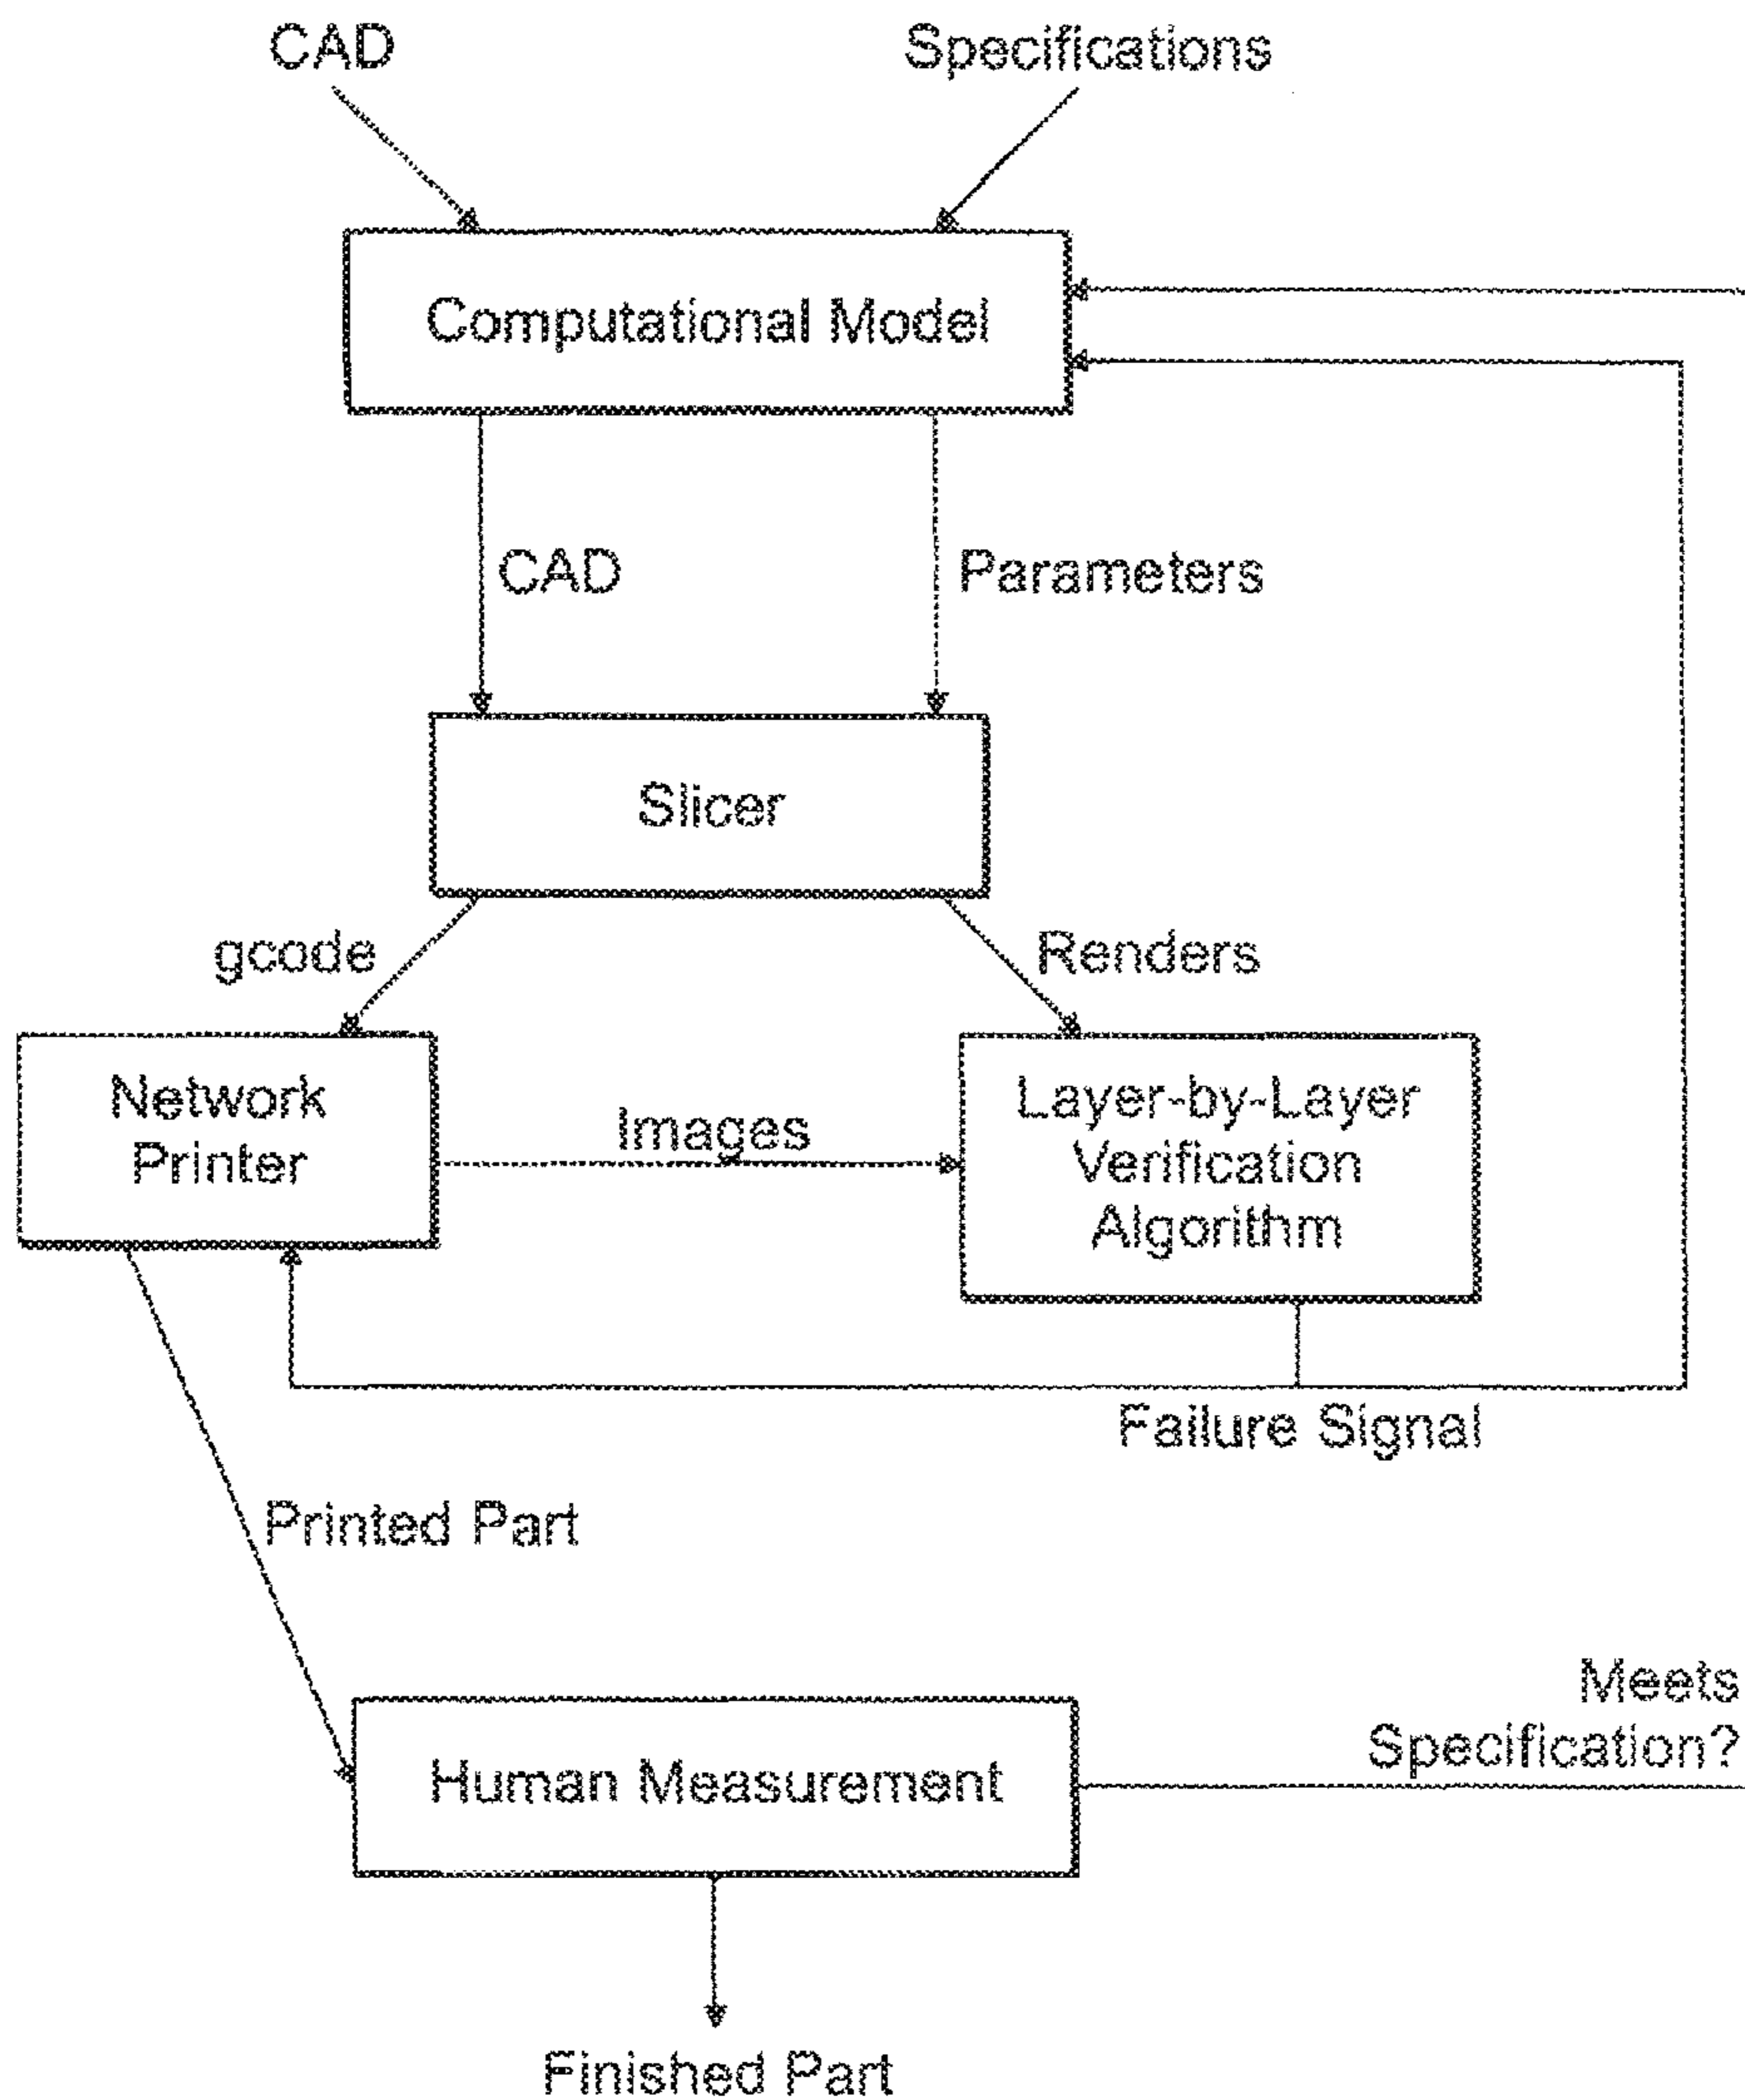 CAD
Specifications
Computational Model
CAD
Parameters
Slicer
gcode
Renders
Network
Printer
Images
Layer-by-Layer
Verification
Algorithm
Failure Signal
Printed Part
Meets
Specification?
Human Measurement
Finished Part